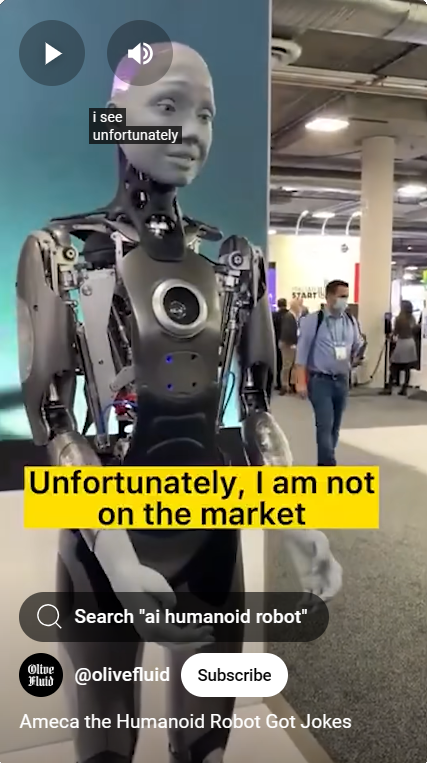 i see
unfortunately
START
Unfortunately, I am not
on the market
Search "ai humanoid robot"
Olive
Fluid
@olivefluid
Subscribe
Ameca the Humanoid Robot Got Jokes